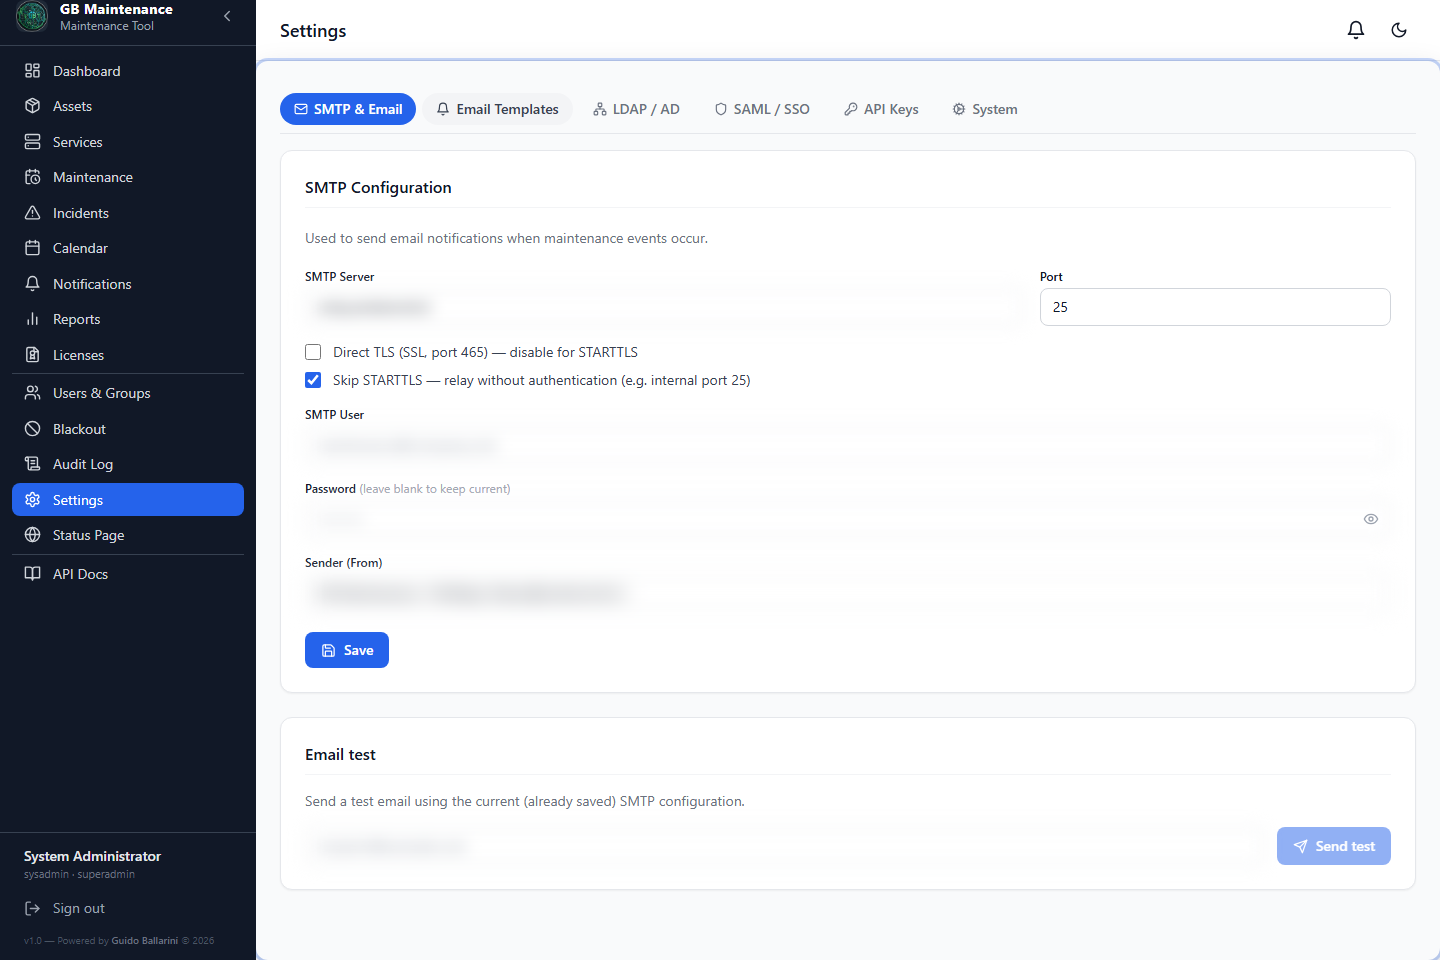 GB Maintenance
Maintenance Tool
Dashboard
Assets
Services
Maintenance
Incidents
Calendar
Notifications
Reports
Licenses
Users & Groups
Blackout
Audit Log
Settings
Status Page
API Docs
System Administrator
sysadmin · superadmin
Sign out
v1.0 — Powered by Guido Ballarini © 2026
Settings
SMTP & Email
Email Templates
LDAP / AD
SAML / SSO
API Keys
System
SMTP Configuration
Used to send email notifications when maintenance events occur.
SMTP Server
Port
25
Direct TLS (SSL, port 465) — disable for STARTTLS
Skip STARTTLS — relay without authentication (e.g. internal port 25)
SMTP User
Password (leave blank to keep current)
Sender (From)
Save
Email test
Send a test email using the current (already saved) SMTP configuration.
Send test